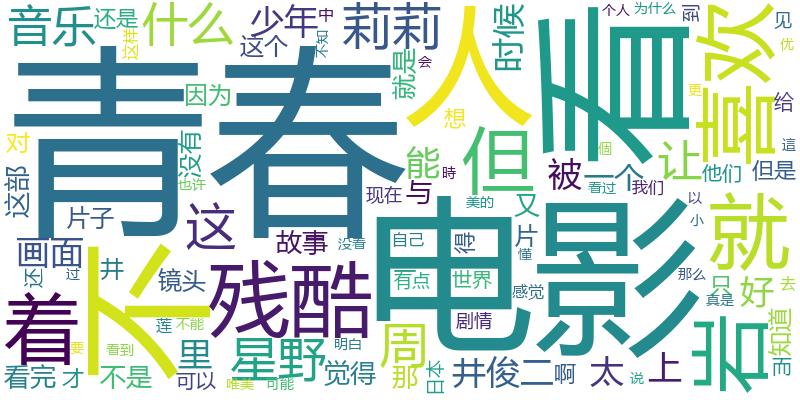 音乐
还是
什么
少年
中
莉莉
人
看
个人
为什么
到
喜欢
见
优
这样
这个
不知
就是
会
时候
因为
青春
想
给
对
没有
能
但
让
個
這
更
这部
也许
现在
与
時
被
一个
看过
他们
我们
但是
片子
这
故事
没看
自己
得
美的
又
片
懂
以
小
就
画面
还
过
井
镜头
不
残酷
电影
有点
世界
感觉
那么
只
真是
好
去
着
莲
不能
里
星野
明白
周
剧情
岩
知道
而
要
看到
看完
才
不是
可以
唯美
可能
觉得
那
日本
井俊二
啊
太
说
上